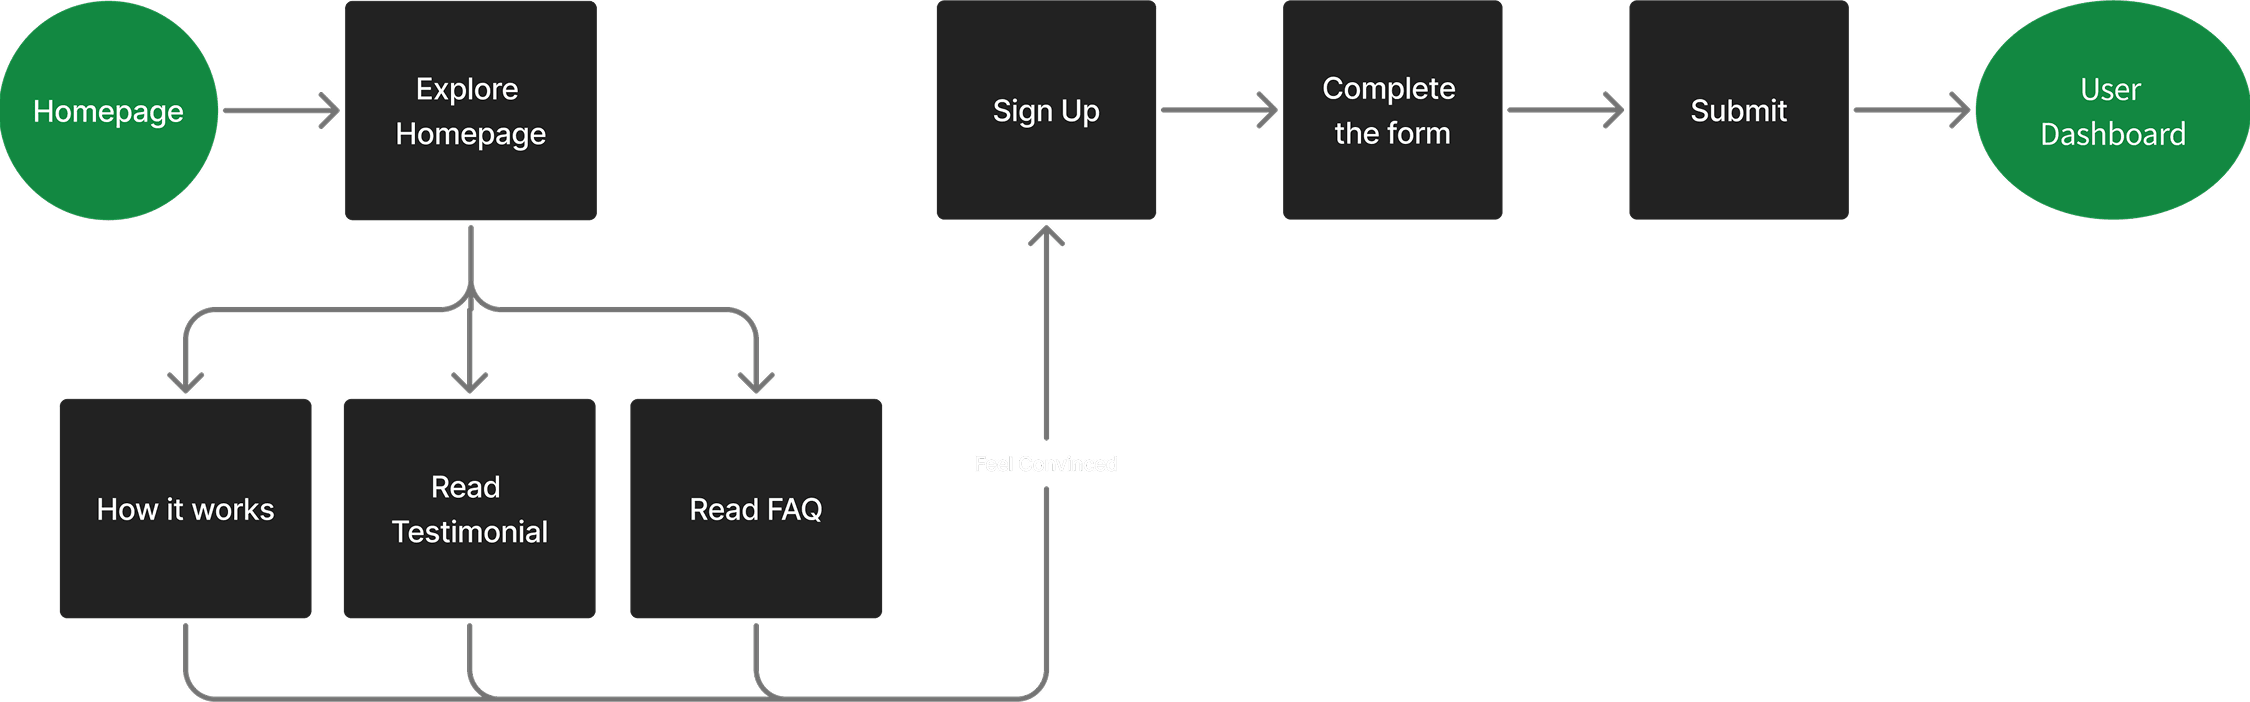 Homepage
Explore
Homepage
Sign Up
Complete
the form
Submit
User
Dashboard
Feel Convinced
How it works
Read
Testimonial
Read FAQ